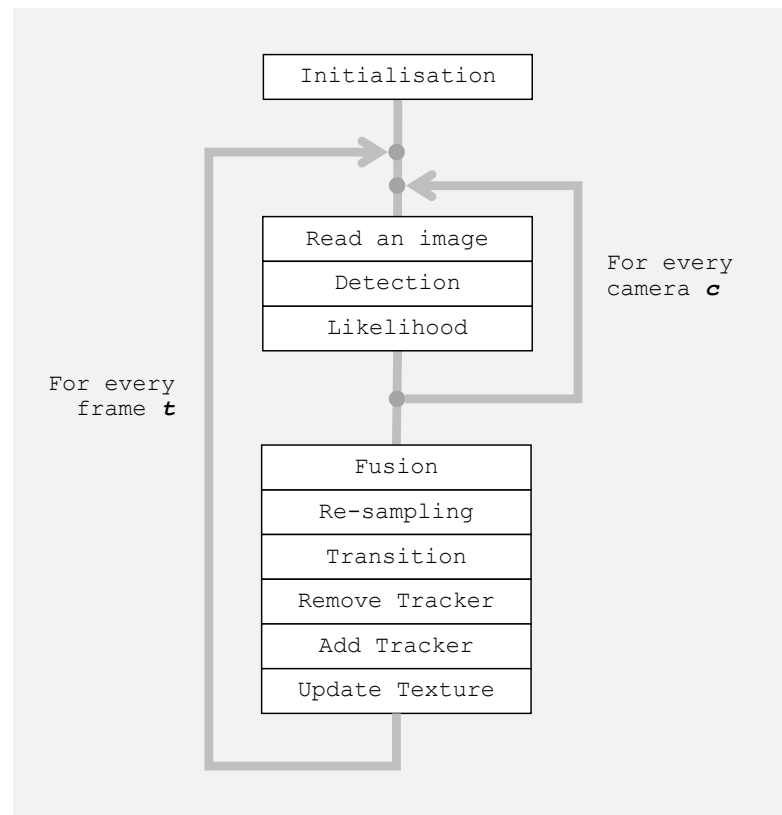 Initialisation
Read an image
Detection
Likelihood
For every
camera c
For every
frame t
Fusion
Re-sampling
Transition
Remove Tracker
Add Tracker
Update Texture